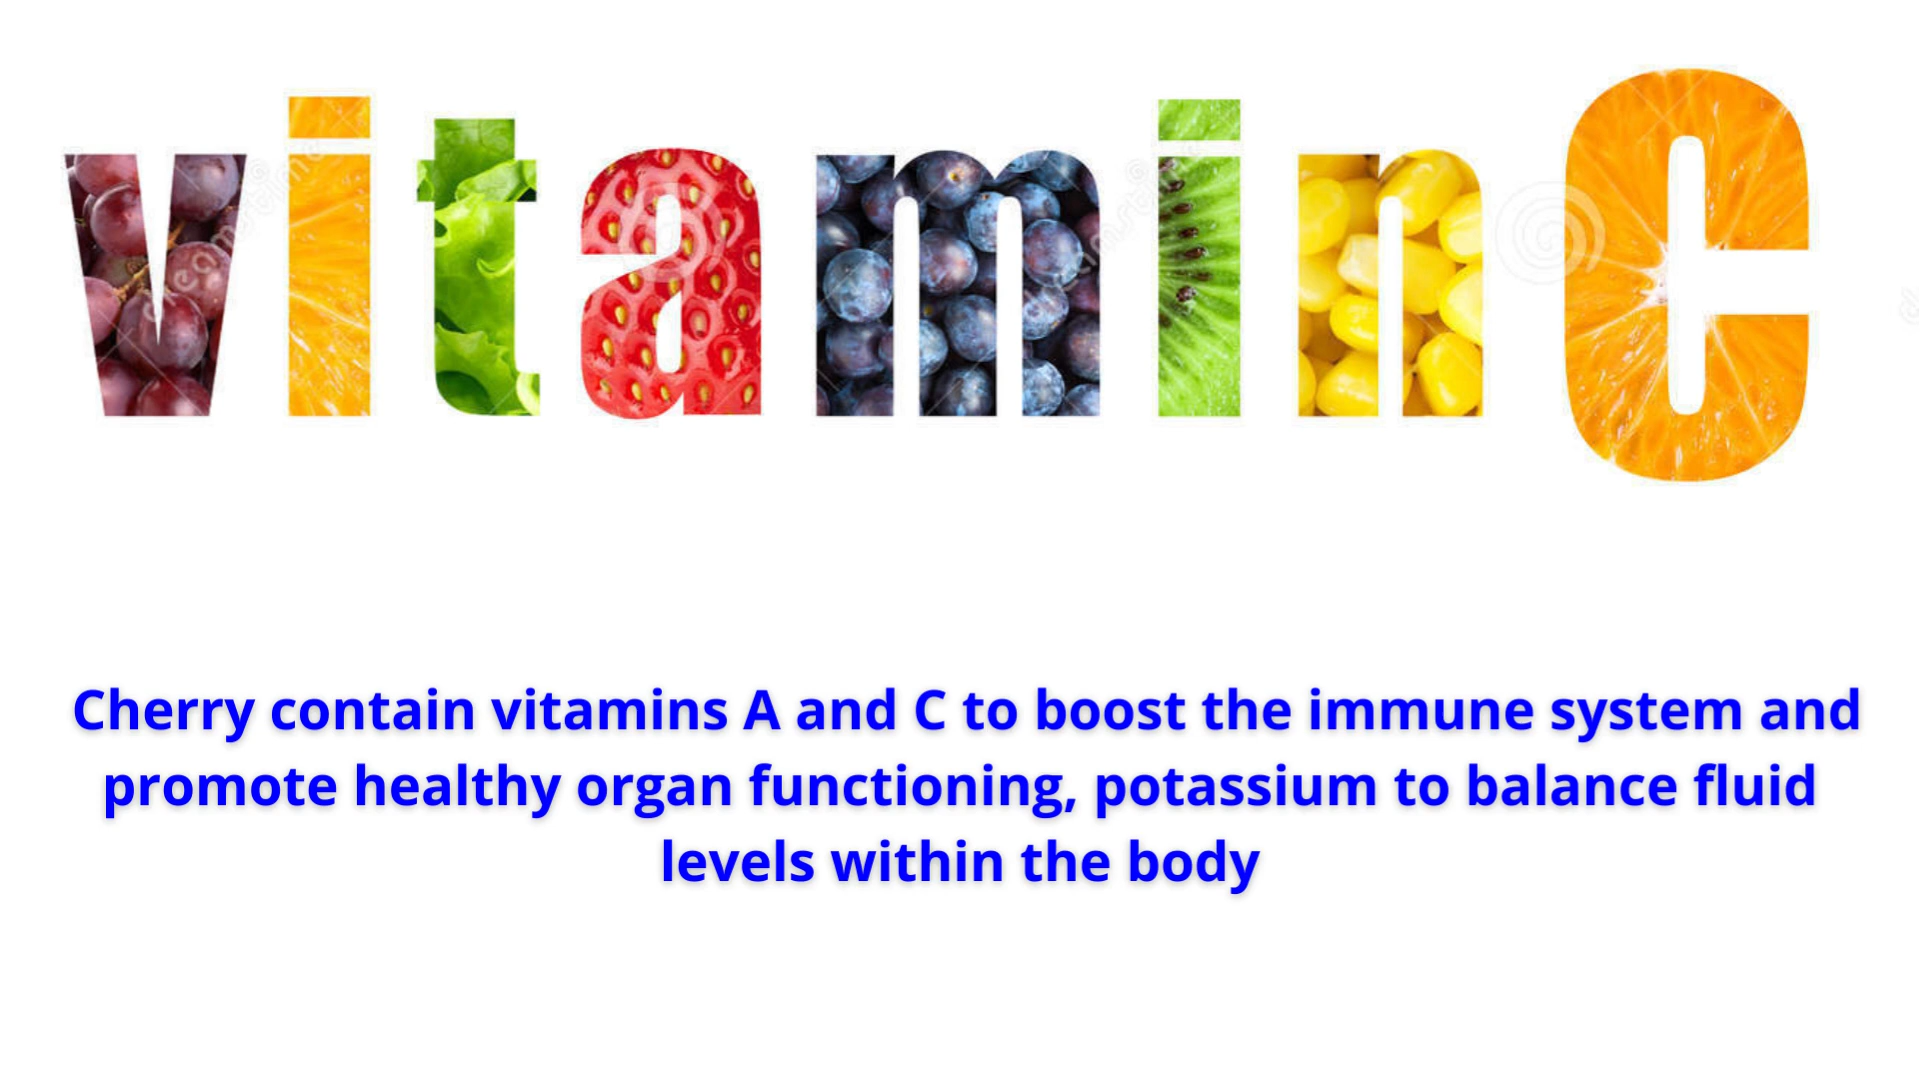 vitamin C
Cherry contain vitamins A and C to boost the immune system and
promote healthy organ functioning, potassium to balance fluid
levels within the body